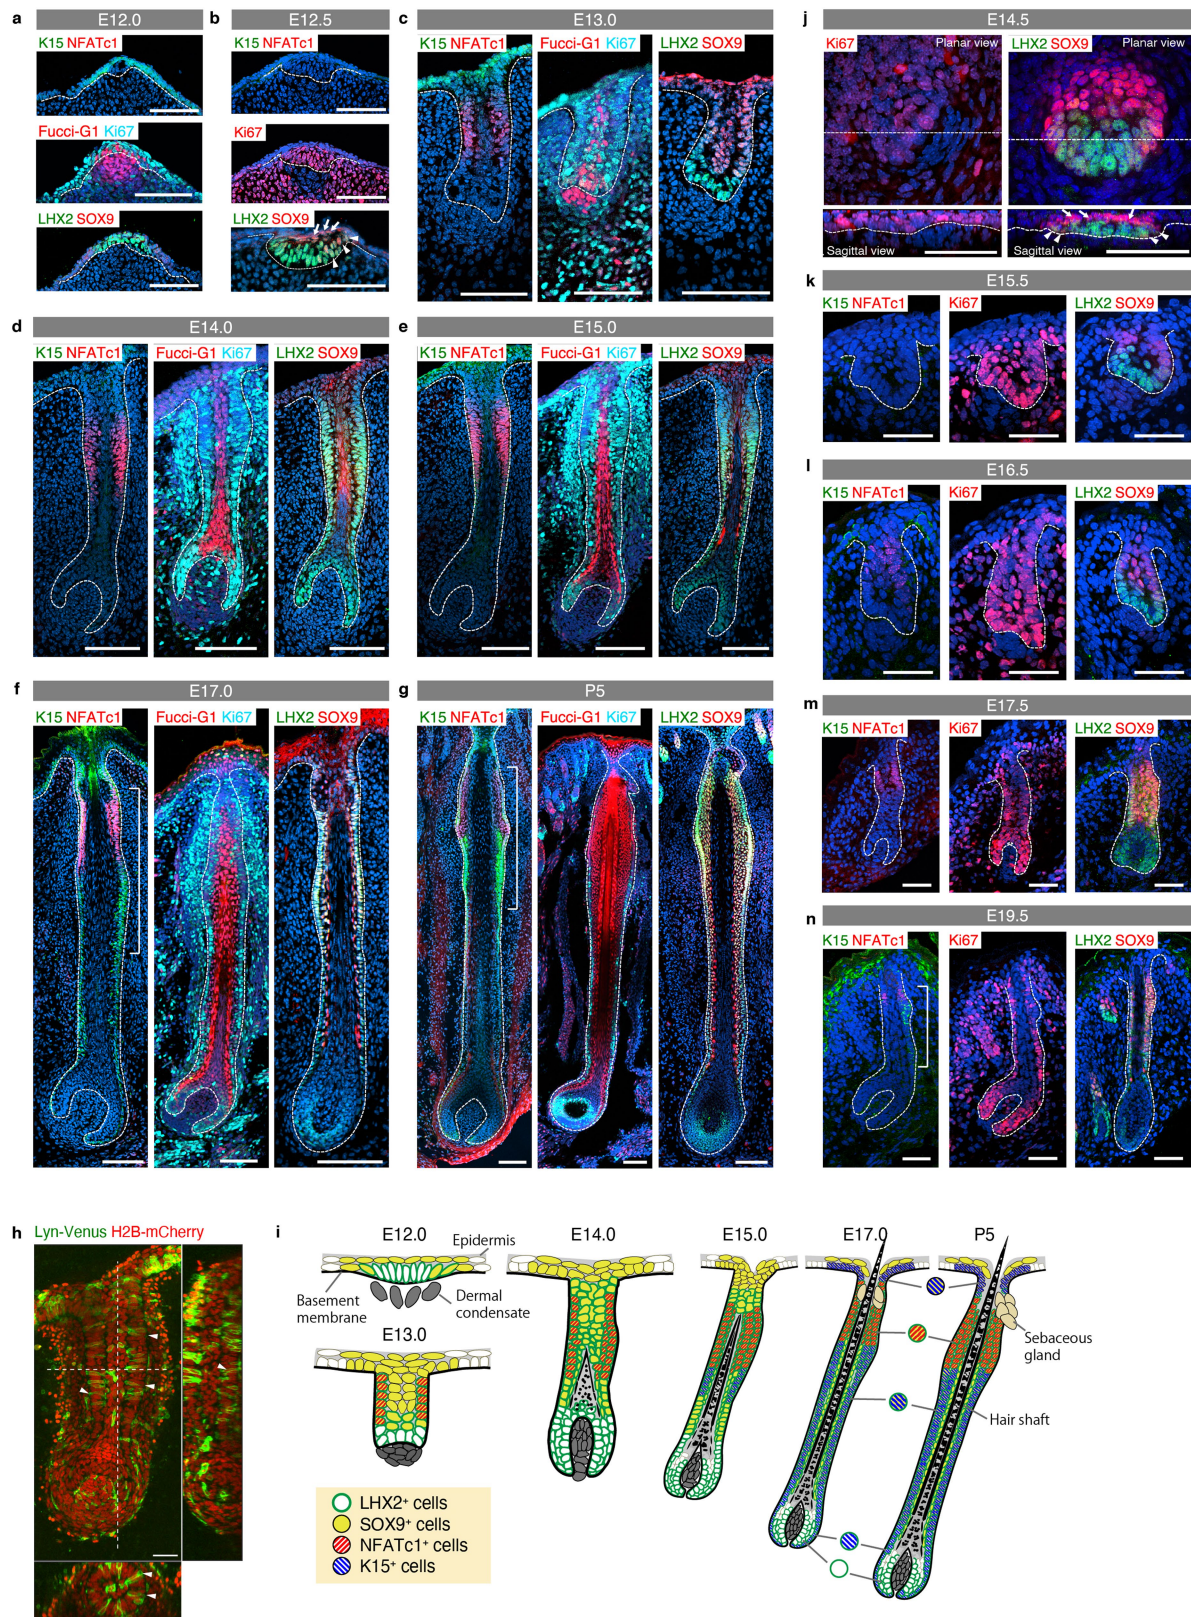 a
E12.0
K15 NFATc1
Fucci-G1 Ki67
LHX2 SOX9
b
E12.5
K15 NFATc1
Ki67
LHX2 SOX9
c
E13.0
K15 NFATc1
Fucci-G1 Ki67
LHX2 SOX9
j
E14.5
Ki67
Planar view
LHX2 SOX9
Planar view
Sagittal view
Sagittal view
d
E14.0
K15 NFATc1
Fucci-G1 Ki67
LHX2 SOX9
e
E15.0
K15 NFATc1
Fucci-G1 Ki67
LHX2 SOX9
k
E15.5
K15 NFATc1
Ki67
LHX2 SOX9
l
E16.5
K15 NFATc1
Ki67
LHX2 SOX9
f
E17.0
K15 NFATc1
Fucci-G1 Ki67
LHX2 SOX9
g
P5
K15 NFATc1
Fucci-G1 Ki67
LHX2 SOX9
m
E17.5
K15 NFATc1
Ki67
LHX2 SOX9
n
E19.5
K15 NFATc1
Ki67
LHX2 SOX9
h
Lyn-Venus H2B-mCherry
i
E12.0
Epidermis
Basement
membrane
Dermal
condensate
E13.0
E14.0
E15.0
E17.0
P5
Sebaceous
gland
Hair shaft
LHX2+ cells
SOX9+ cells
NFATc1+ cells
K15+ cells